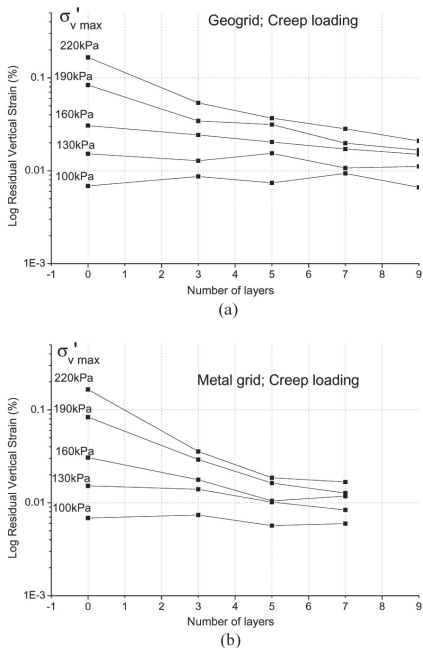 σ'v max
Geogrid; Creep loading
220kPa
190kPa
160kPa
130kPa
100kPa
Log Residual Vertical Strain (%)
0.1
0.01
1E-3
-1 0 1 2 3 4 5 6 7 8 9
Number of layers
(a)
σ'v max
Metal grid; Creep loading
220kPa
190kPa
160kPa
130kPa
100kPa
Log Residual Vertical Strain (%)
0.1
0.01
1E-3
-1 0 1 2 3 4 5 6 7 8 9
Number of layers
(b)